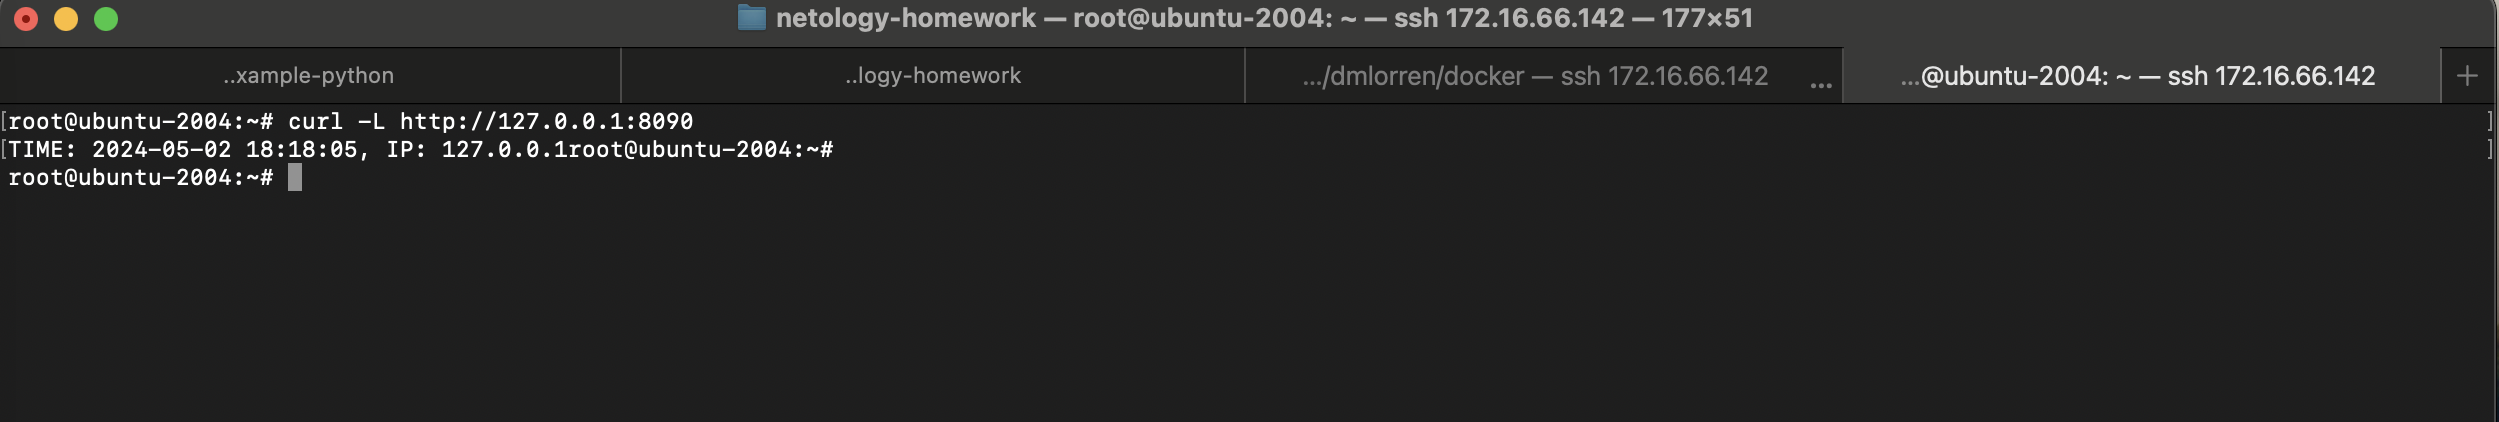 netology-homework — root@ubuntu-2004: ~ — ssh 172.16.66.142 — 177×51
..xample-python
..logy-homework
.../dmlorren/docker — ssh 172.16.66.142 ...
...@ubuntu-2004: ~ — ssh 172.16.66.142
+
[root@ubuntu-2004:~# curl -L http://127.0.0.1:8090 ]
[TIME: 2024-05-02 18:18:05, IP: 127.0.0.1root@ubuntu-2004:~# ]
root@ubuntu-2004:~#